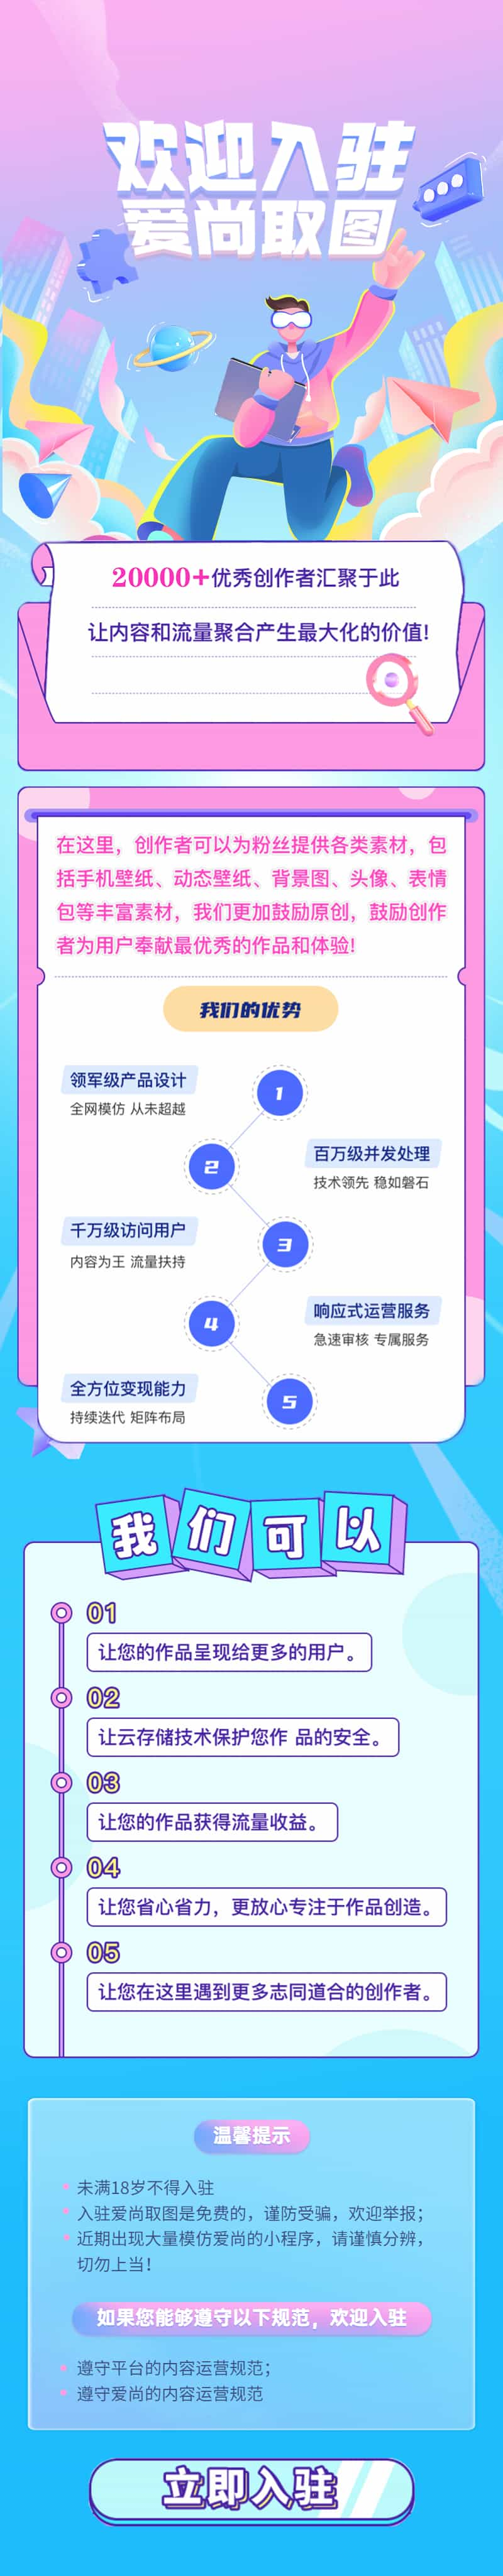 欢迎入驻
爱尚取图
20000+优秀创作者汇聚于此
让内容和流量聚合产生最大化的价值!
在这里，创作者可以为粉丝提供各类素材，包
括手机壁纸、动态壁纸、背景图、头像、表情
包等丰富素材，我们更加鼓励原创，鼓励创作
者为用户奉献最优秀的作品和体验!
我们的优势
领军级产品设计
全网模仿 从未超越
1
百万级并发处理
技术领先 稳如磐石
2
千万级访问用户
内容为王 流量扶持
3
响应式运营服务
急速审核 专属服务
4
全方位变现能力
持续迭代 矩阵布局
5
我们可以
01
让您的作品呈现给更多的用户。
02
让云存储技术保护您作 品的安全。
03
让您的作品获得流量收益。
04
让您省心省力，更放心专注于作品创造。
05
让您在这里遇到更多志同道合的创作者。
温馨提示
未满18岁不得入驻
入驻爱尚取图是免费的，谨防受骗，欢迎举报；
近期出现大量模仿爱尚的小程序，请谨慎分辨，
切勿上当！
如果您能够遵守以下规范，欢迎入驻
遵守平台的内容运营规范；
遵守爱尚的内容运营规范
立即入驻